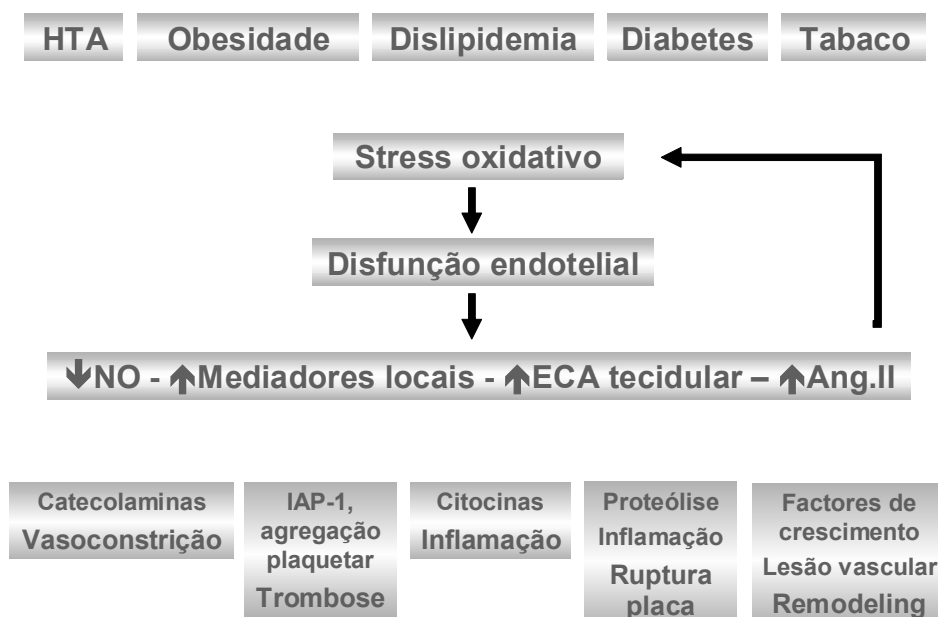 HTA Obesidade Dislipidemia Diabetes Tabaco
Stress oxidativo
Disfunção endotelial
🡻NO - 🡹Mediadores locais - 🡹ECA tecidular – 🡹Ang.II
Catecolaminas
Vasoconstrição
IAP-1,
agregação
plaquetar
Trombose
Citocinas
Inflamação
Proteólise
Inflamação
Ruptura
placa
Factores de
crescimento
Lesão vascular
Remodeling